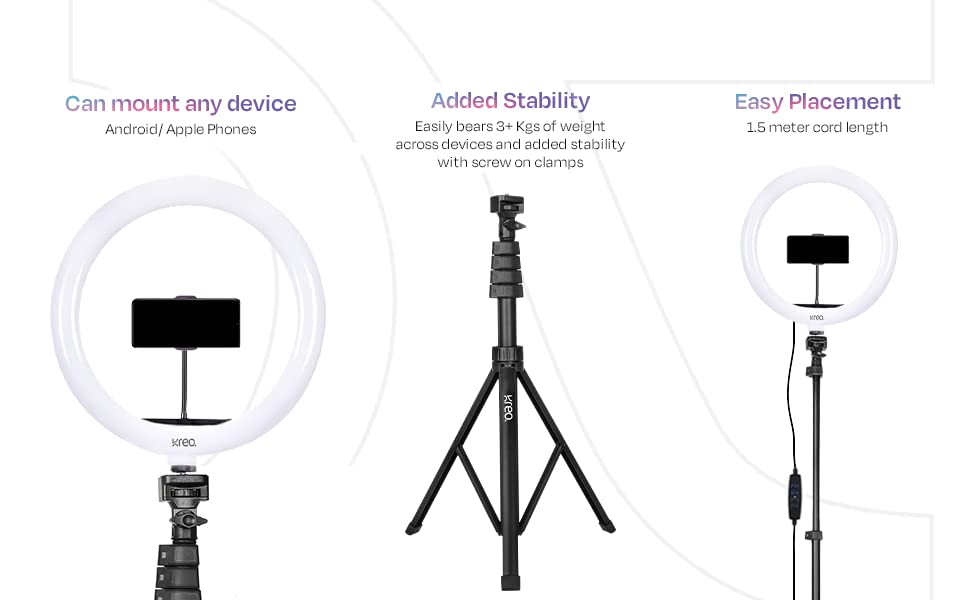 Can mount any device
Android/ Apple Phones
kreo.
Added Stability
Easily bears 3+ Kgs of weight
across devices and added stability
with screw on clamps
kreo.
Easy Placement
1.5 meter cord length
kreo.